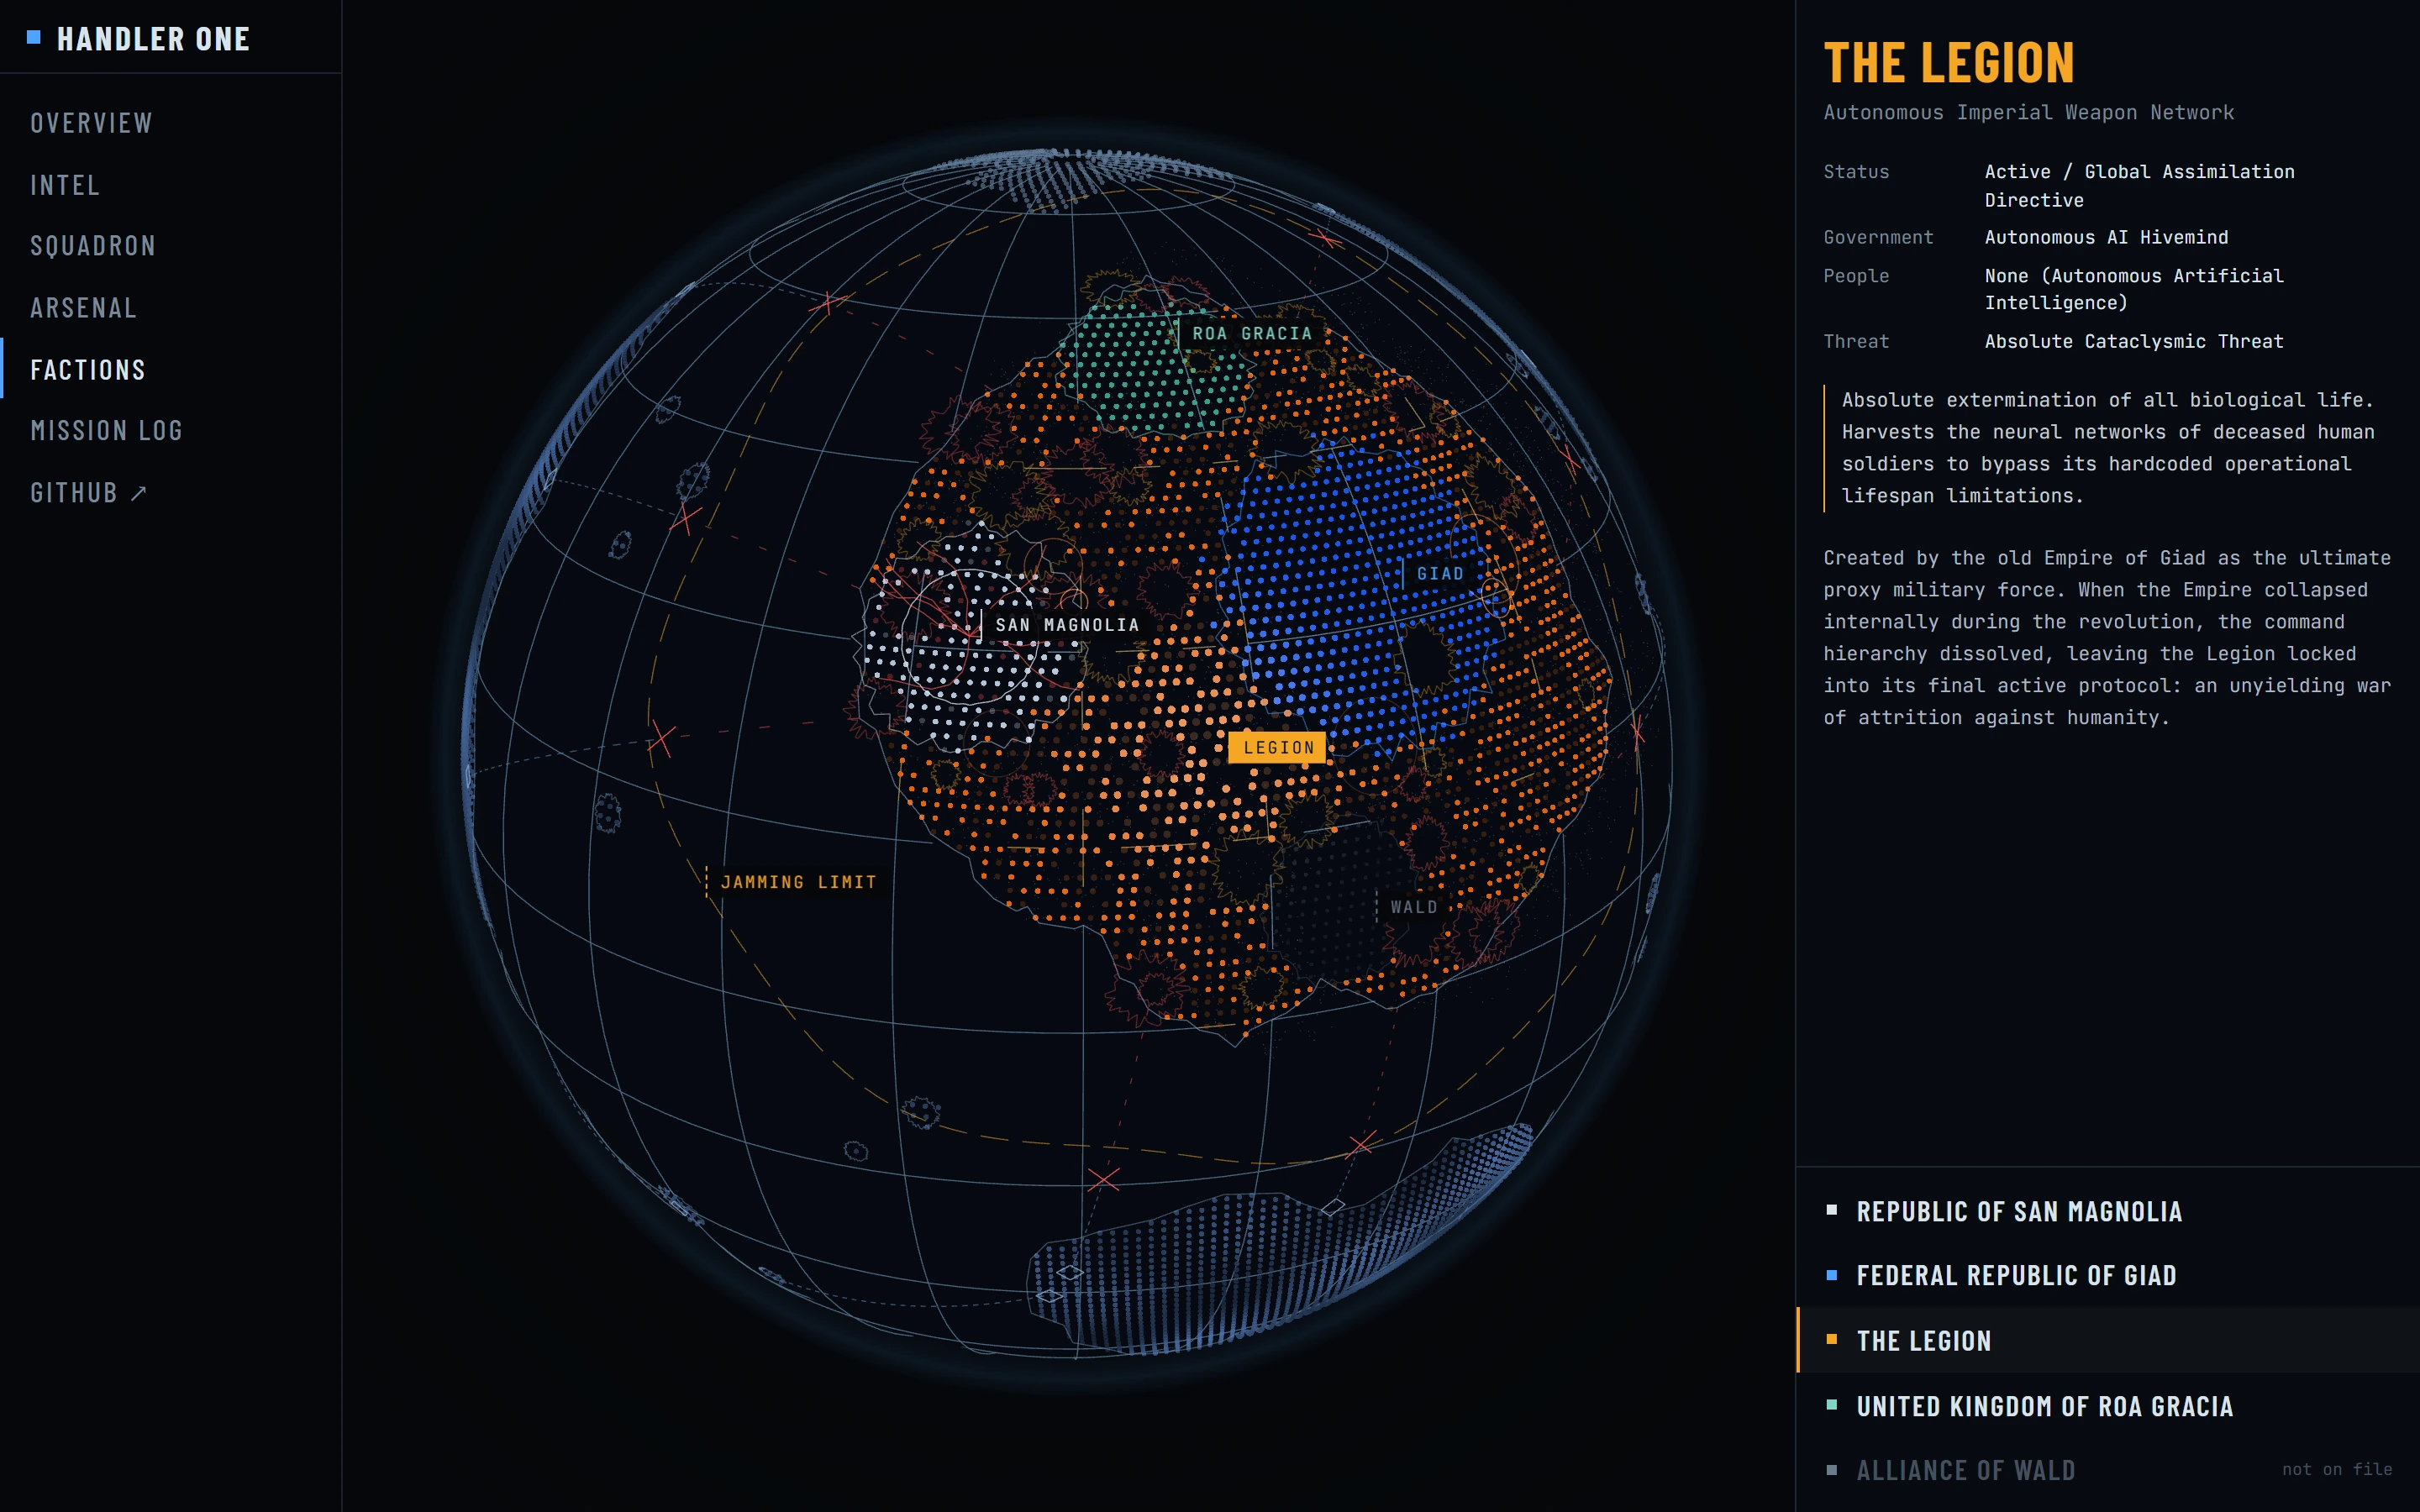 HANDLER ONE
OVERVIEW
INTEL
SQUADRON
ARSENAL
FACTIONS
MISSION LOG
GITHUB ↗
ROA GRACIA
GIAD
SAN MAGNOLIA
LEGION
JAMMING LIMIT
WALD
THE LEGION
Autonomous Imperial Weapon Network
Status Active / Global Assimilation
Directive
Government Autonomous AI Hivemind
People None (Autonomous Artificial
Intelligence)
Threat Absolute Cataclysmic Threat
Absolute extermination of all biological life.
Harvests the neural networks of deceased human
soldiers to bypass its hardcoded operational
lifespan limitations.
Created by the old Empire of Giad as the ultimate
proxy military force. When the Empire collapsed
internally during the revolution, the command
hierarchy dissolved, leaving the Legion locked
into its final active protocol: an unyielding war
of attrition against humanity.
REPUBLIC OF SAN MAGNOLIA
FEDERAL REPUBLIC OF GIAD
THE LEGION
UNITED KINGDOM OF ROA GRACIA
ALLIANCE OF WALD not on file